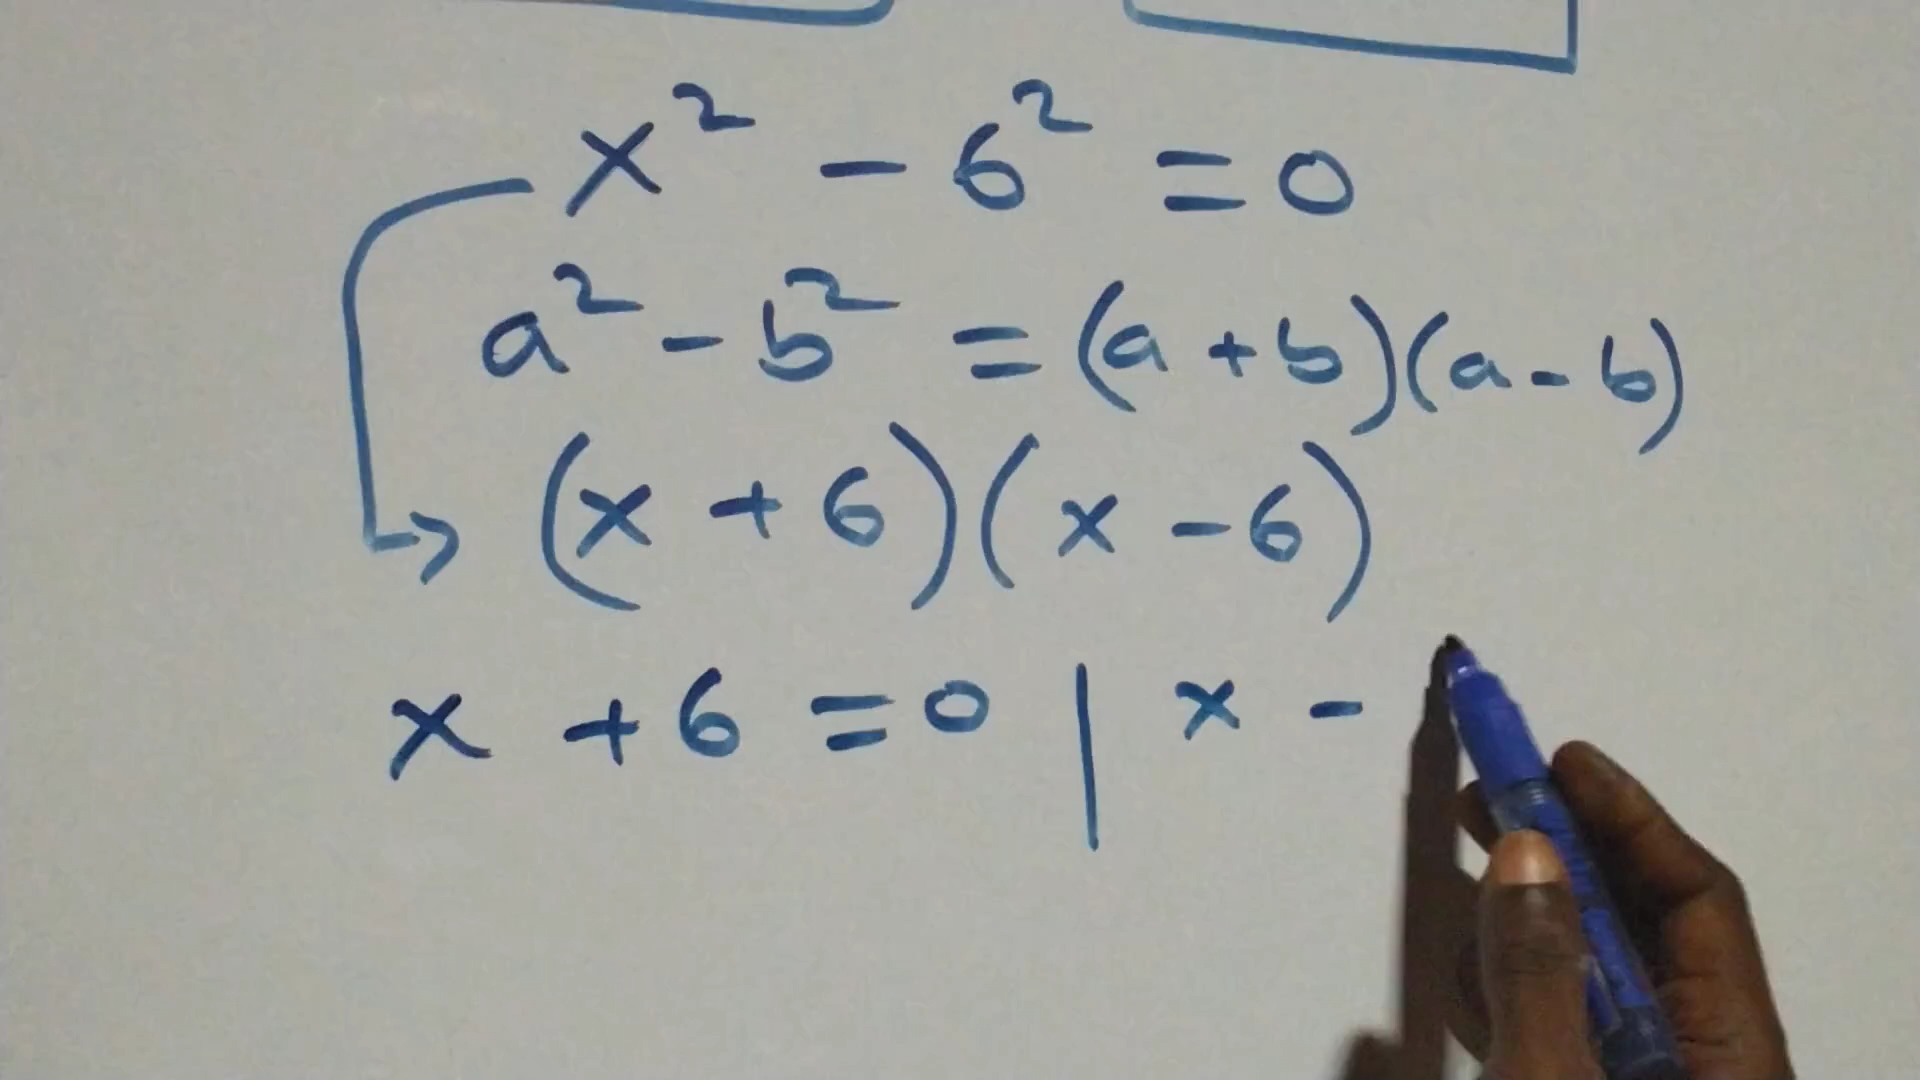 x² - 6² = 0
a² - b² = (a + b)(a - b)
(x + 6)(x - 6)
x + 6 = 0 | x -